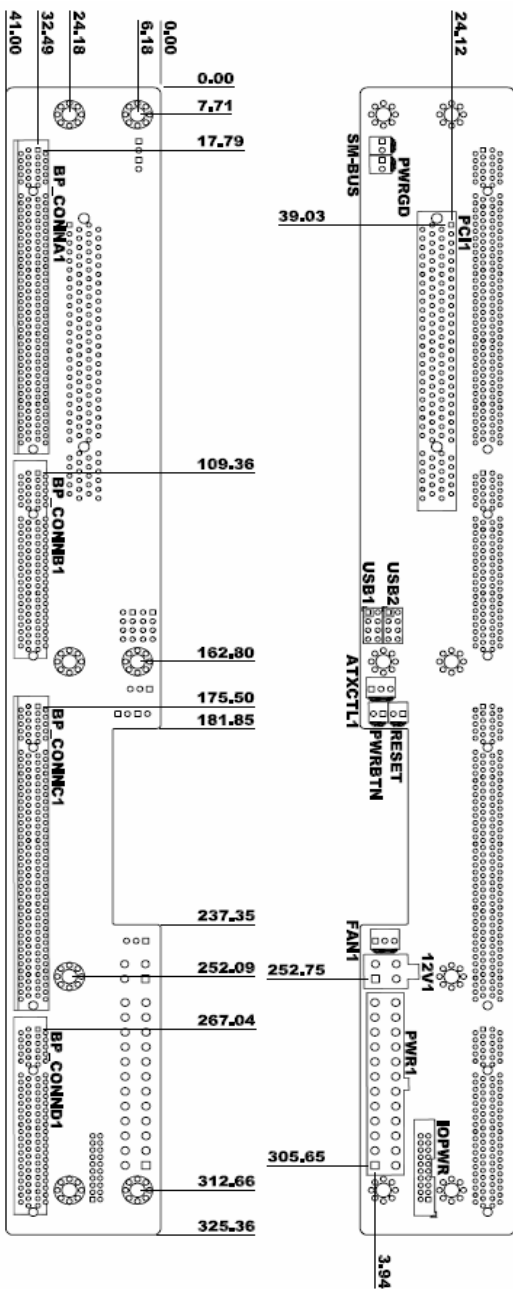 41.00
32.49
24.18
6.18
0.00
24.12
0.00
7.71
17.79
SM-BUS
PWRGD
39.03
PCI1
BP_CONNA1
109.36
BP_CONNB1
USB1
USB2
162.80
ATXCTL1
175.50
181.85
BP_CONNC1
PWRBTN
RESET
237.35
FAN1
12V1
252.09
252.75
267.04
PWR1
BP_CONND1
IOPWR
305.65
312.66
325.36
3.94